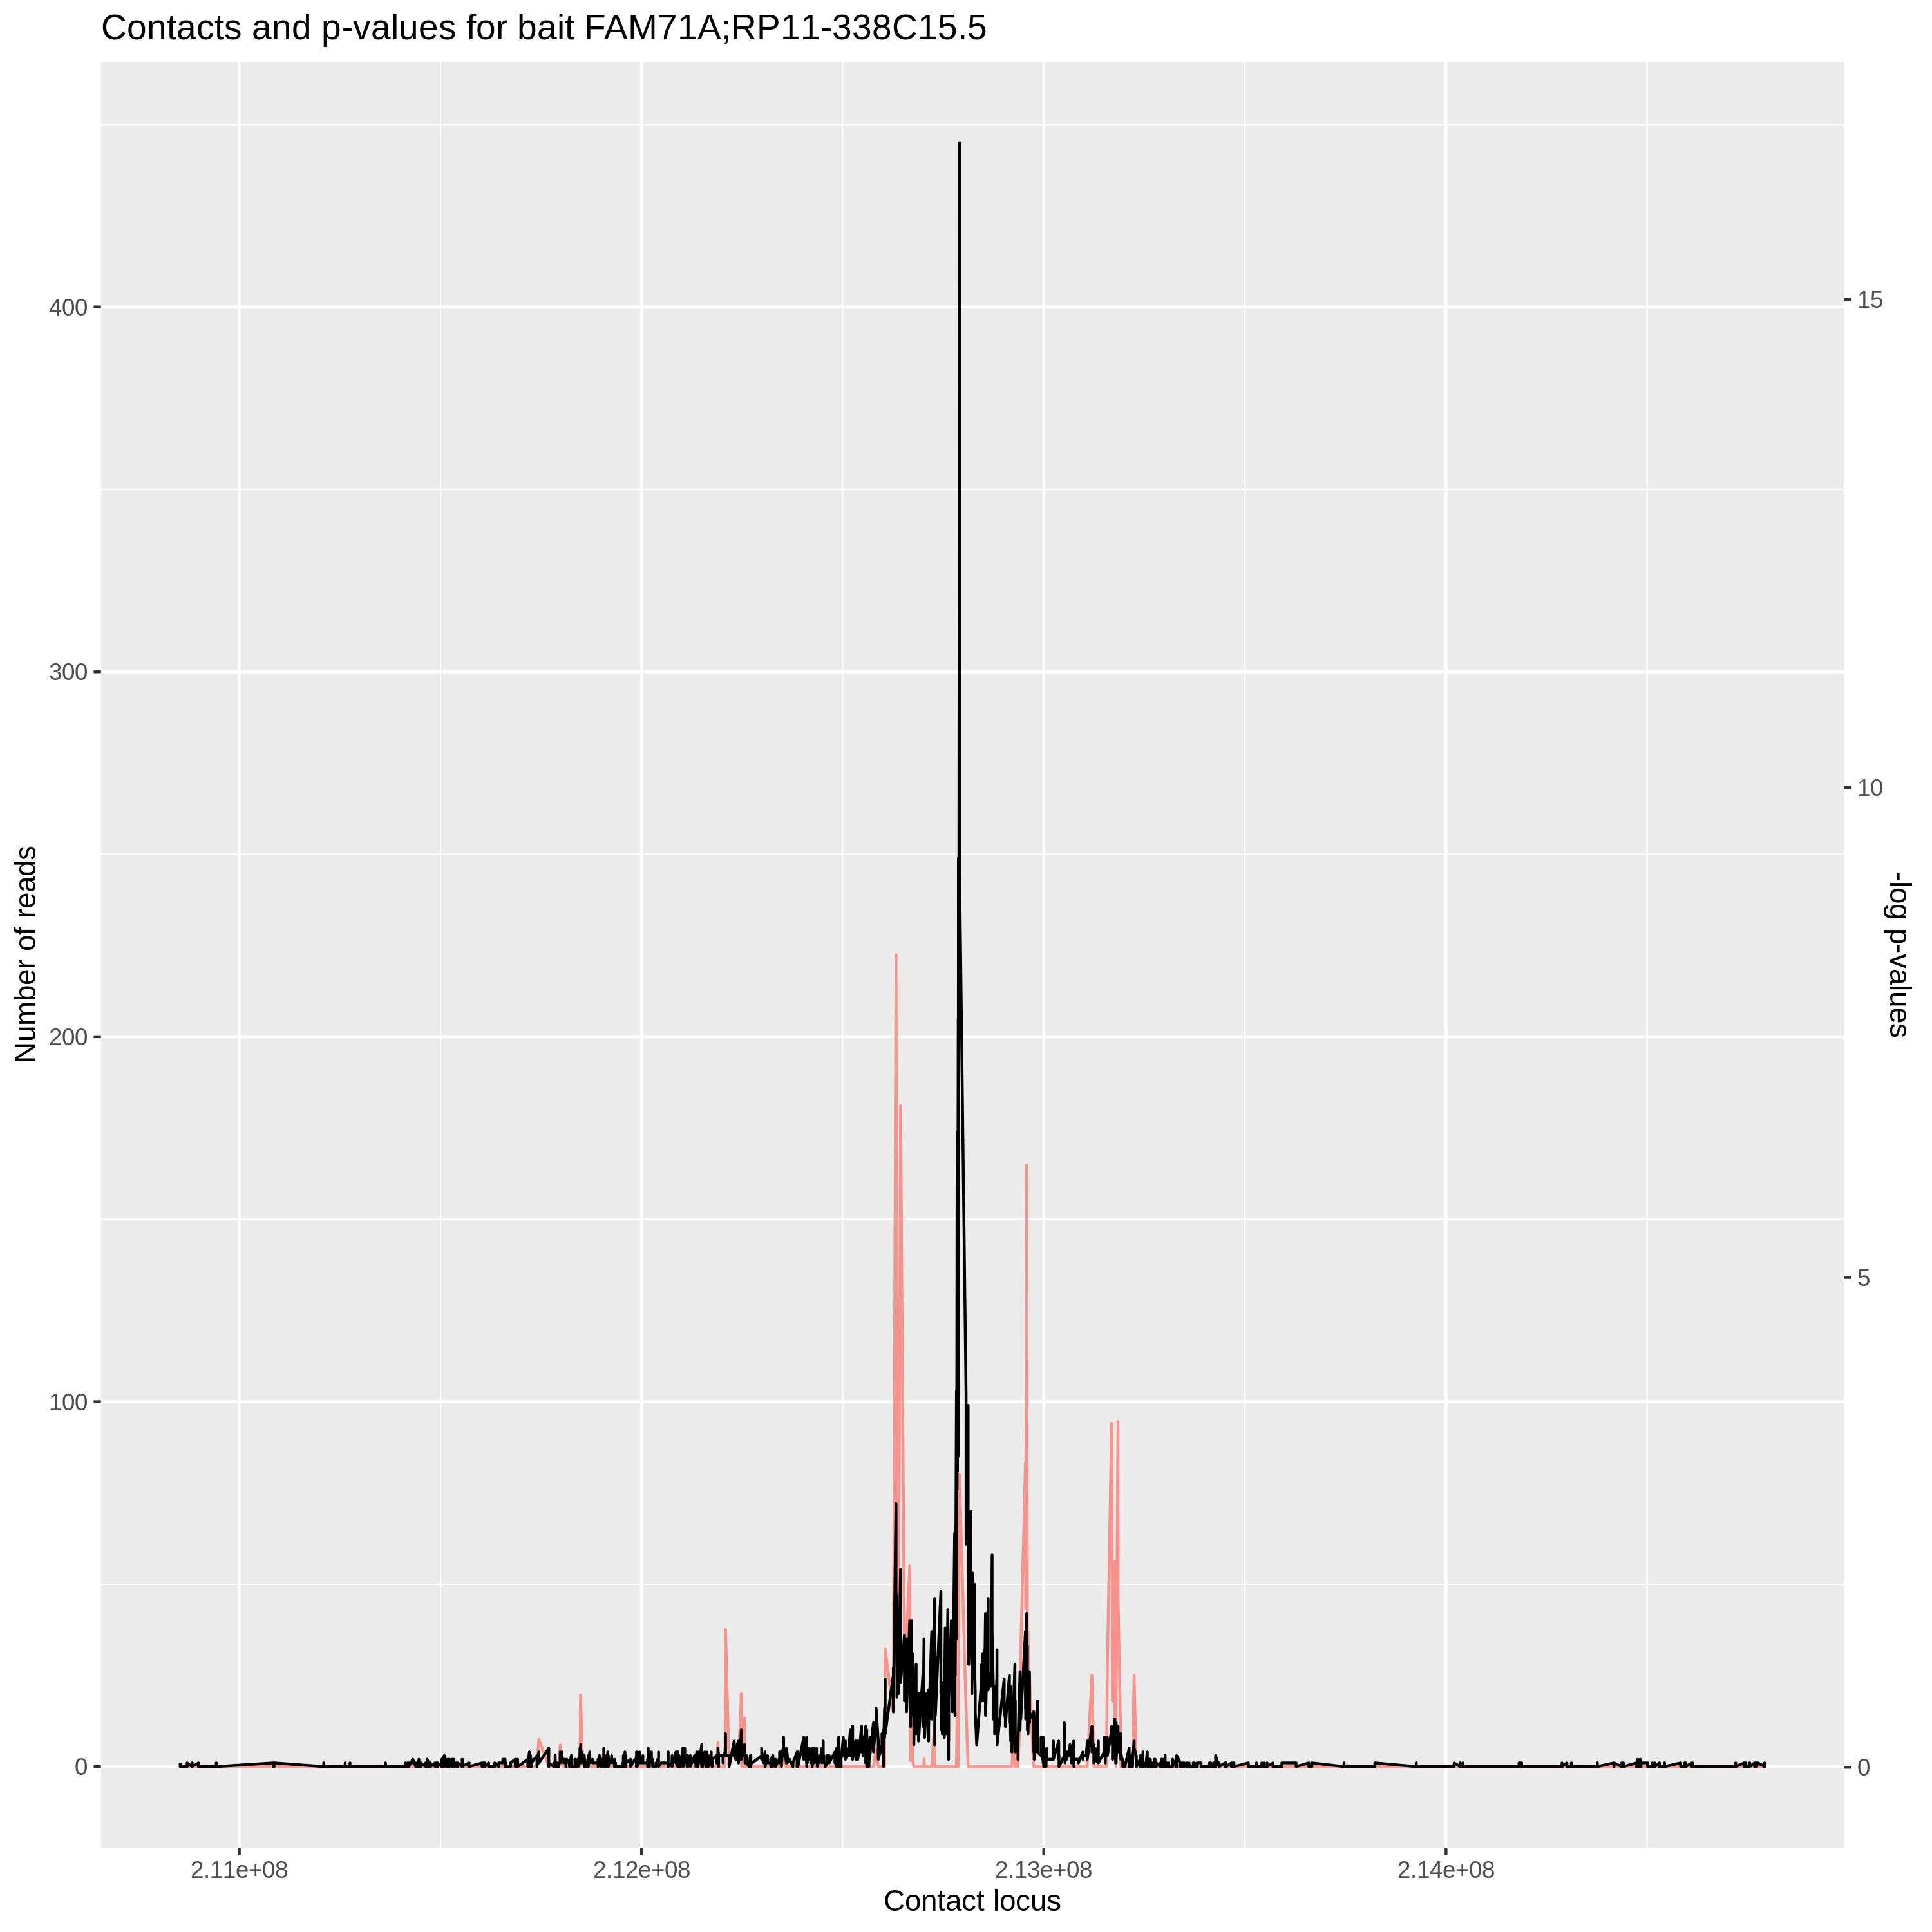 Contacts and p-values for bait FAM71A;RP11-338C15.5
Number of reads
400
300
200
100
0
15
10
5
0
-log p-values
2.11e+08 2.12e+08 2.13e+08 2.14e+08
Contact locus